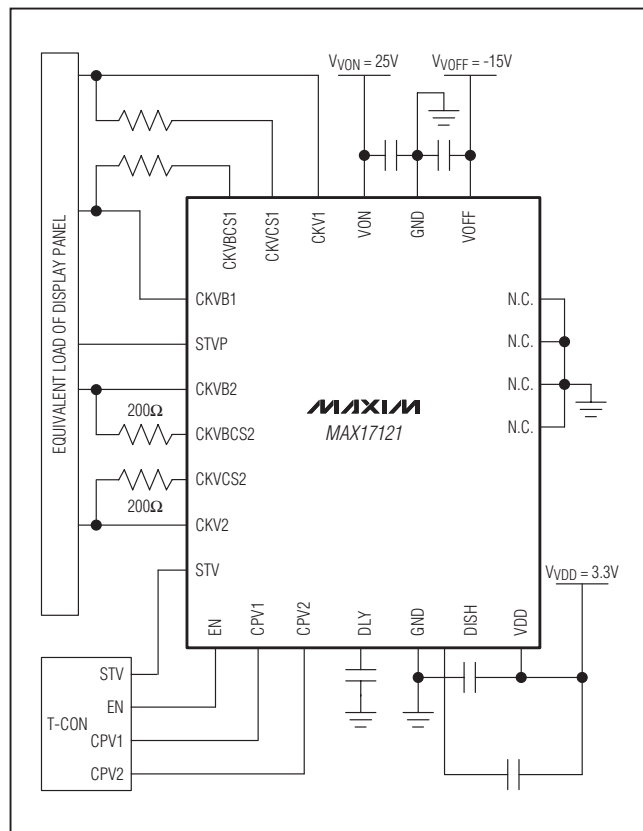 V_VON = 25V
V_VOFF = -15V
EQUIVALENT LOAD OF DISPLAY PANEL
CKVBCS1
CKVCS1
CKV1
VON
GND
VOFF
CKVB1
STVP
CKVB2
200Ω
CKVBCS2
CKVCS2
200Ω
CKV2
STV
N.C.
N.C.
N.C.
N.C.
MAXIM
MAX17121
V_VDD = 3.3V
EN
CPV1
CPV2
DLY
GND
DISH
VDD
T-CON
STV
EN
CPV1
CPV2